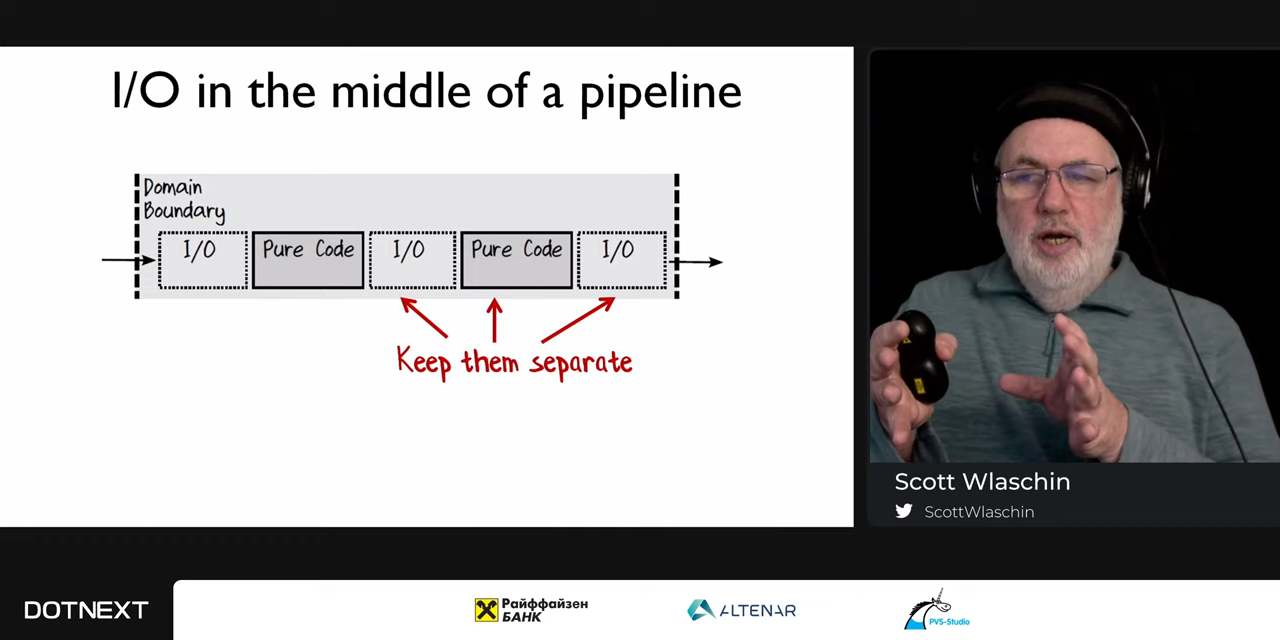 I/O in the middle of a pipeline
Domain
Boundary
I/O
Pure Code
I/O
Pure Code
I/O
Keep them separate
Scott Wlaschin
ScottWlaschin
DOTNEXT
Райффайзен
БАНК
ALTENAR
PVS-Studio